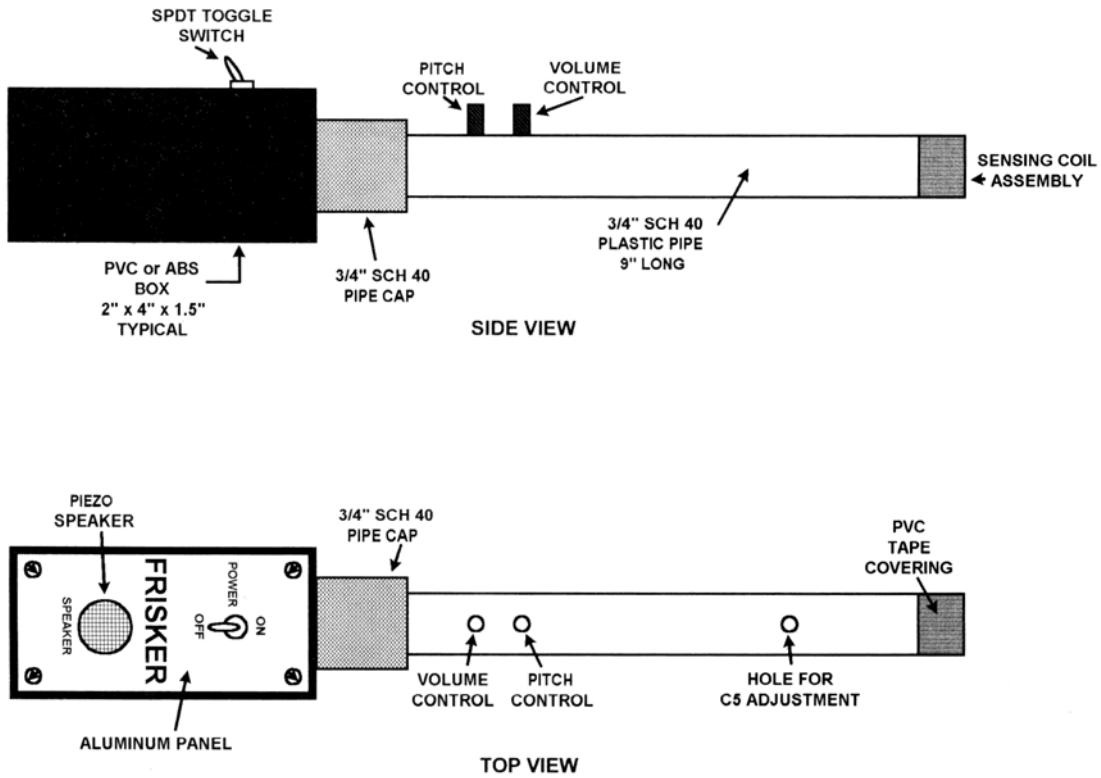 SPDT TOGGLE
SWITCH
PITCH
CONTROL
VOLUME
CONTROL
SENSING COIL
ASSEMBLY
3/4" SCH 40
PLASTIC PIPE
9" LONG
3/4" SCH 40
PIPE CAP
PVC or ABS
BOX
2" x 4" x 1.5"
TYPICAL
SIDE VIEW
PIEZO
SPEAKER
3/4" SCH 40
PIPE CAP
PVC
TAPE
COVERING
SPEAKER
FRISKER
POWER
OFF
ON
VOLUME
CONTROL
PITCH
CONTROL
HOLE FOR
C5 ADJUSTMENT
ALUMINUM PANEL
TOP VIEW